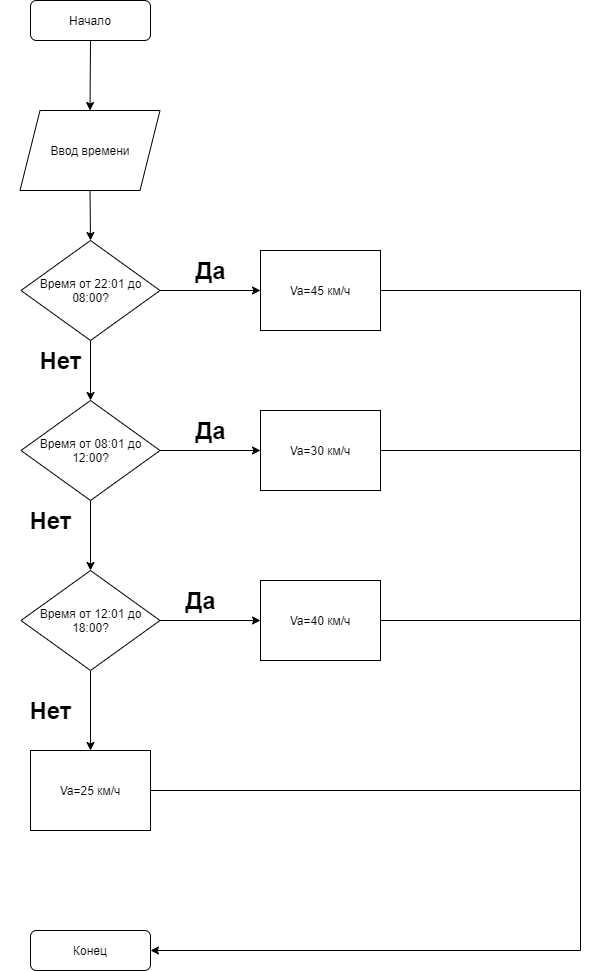 Начало
Ввод времени
Время от 22:01 до
08:00?
Да
Va=45 км/ч
Нет
Время от 08:01 до
12:00?
Да
Va=30 км/ч
Нет
Время от 12:01 до
18:00?
Да
Va=40 км/ч
Нет
Va=25 км/ч
Конец